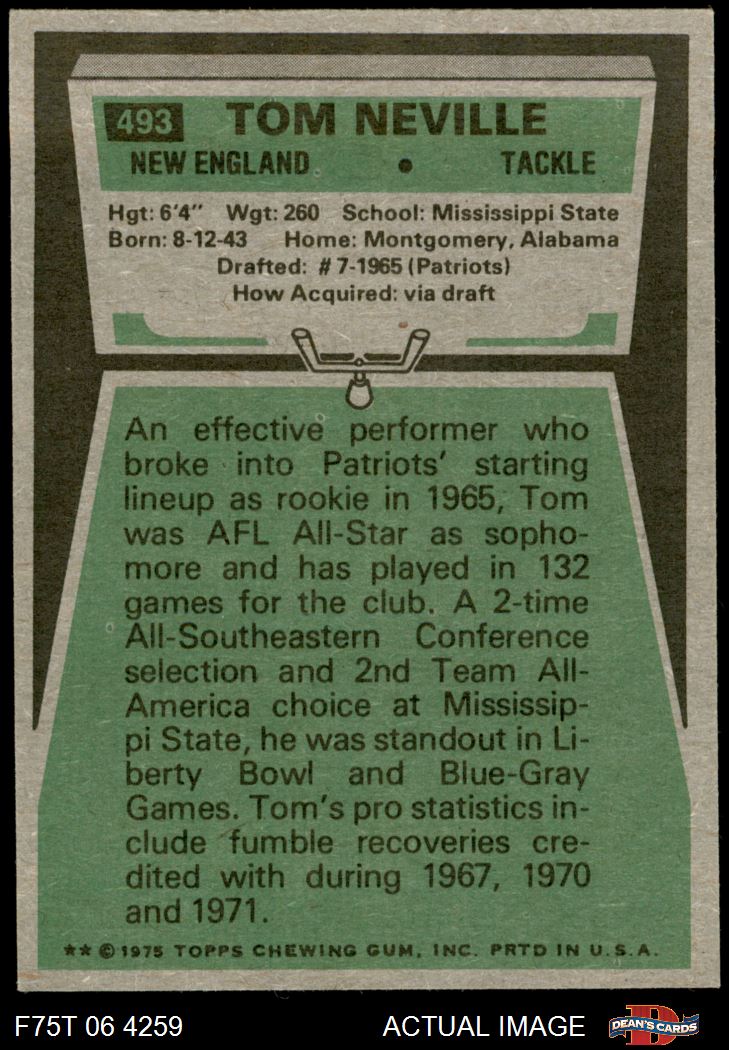 493 TOM NEVILLE
NEW ENGLAND • TACKLE
Hgt: 6'4" Wgt: 260 School: Mississippi State
Born: 8-12-43 Home: Montgomery, Alabama
Drafted: #7-1965 (Patriots)
How Acquired: via draft
An effective performer who
broke into Patriots' starting
lineup as rookie in 1965, Tom
was AFL All-Star as sopho-
more and has played in 132
games for the club. A 2-time
All-Southeastern Conference
selection and 2nd Team All-
America choice at Mississip-
pi State, he was standout in Li-
berty Bowl and Blue-Gray
Games. Tom's pro statistics in-
clude fumble recoveries cre-
dited with during 1967, 1970
and 1971.
** © 1975 TOPPS CHEWING GUM, INC. PRTD IN U.S.A.
F75T 06 4259 ACTUAL IMAGE D DEAN'S CARDS